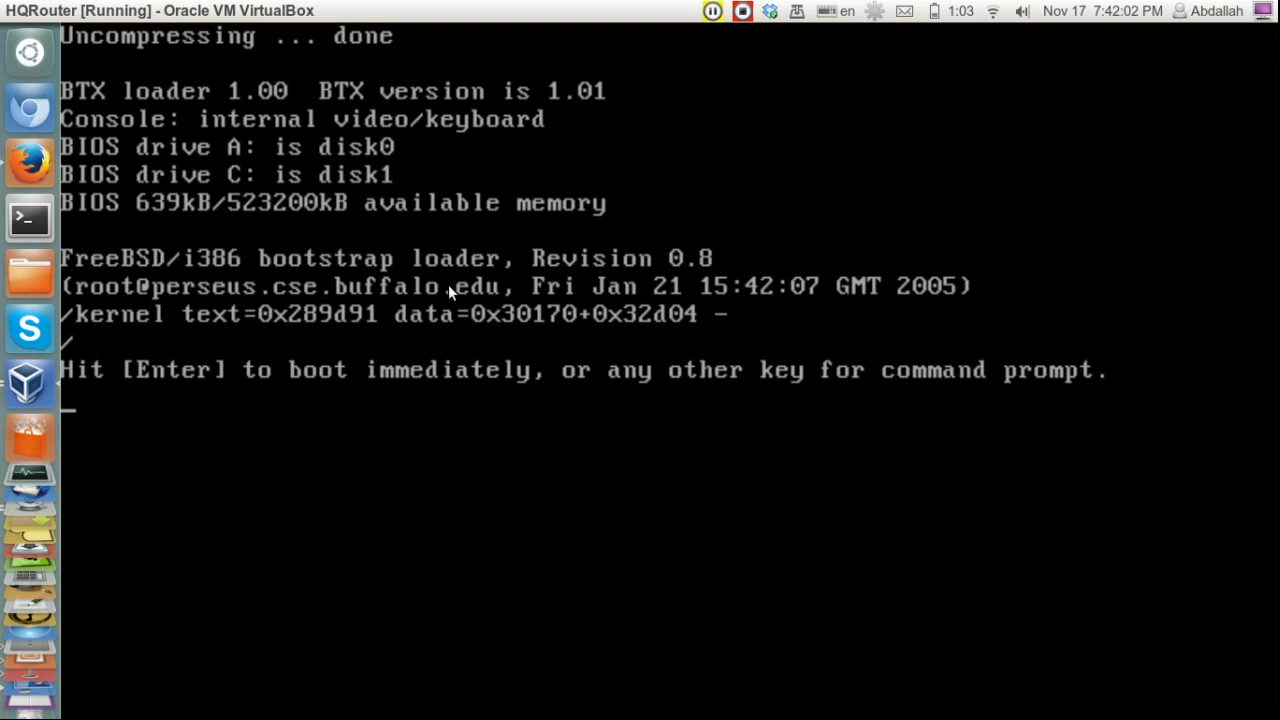 HQRouter [Running] - Oracle VM VirtualBox
en 1:03 Nov 17 7:42:02 PM Abdallah
Uncompressing ... done
BTX loader 1.00 BTX version is 1.01
Console: internal video/keyboard
BIOS drive A: is disk0
BIOS drive C: is disk1
BIOS 639kB/523200kB available memory
FreeBSD/i386 bootstrap loader, Revision 0.8
(root@perseus.cse.buffalo.edu, Fri Jan 21 15:42:07 GMT 2005)
/kernel text=0x289d91 data=0x30170+0x32d04 -
/
Hit [Enter] to boot immediately, or any other key for command prompt.
_